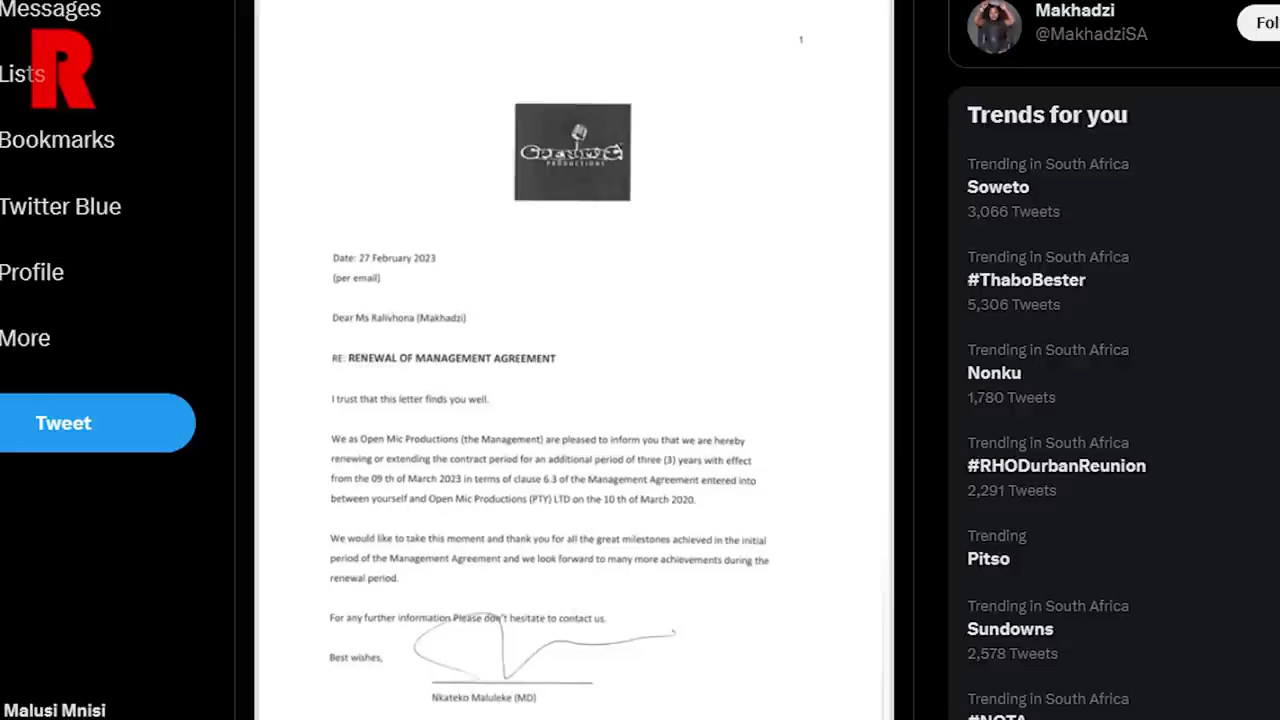 Messages
R
Lists
Bookmarks
Twitter Blue
Profile
More
Tweet
Malusi Mnisi
1
PRODUCTIONS
Date: 27 February 2023
(per email)
Dear Ms Ralivhona (Makhadzi)
RE: RENEWAL OF MANAGEMENT AGREEMENT
I trust that this letter finds you well.
We as Open Mic Productions (the Management) are pleased to inform you that we are hereby
renewing or extending the contract period for an additional period of three (3) years with effect
from the 09 th of March 2023 in terms of clause 6.3 of the Management Agreement entered into
between yourself and Open Mic Productions (PTY) LTD on the 10 th of March 2020.
We would like to take this moment and thank you for all the great milestones achieved in the initial
period of the Management Agreement and we look forward to many more achievements during the
renewal period.
For any further information Please don't hesitate to contact us.
Best wishes,
Nkateko Maluleke (MD)
Makhadzi
@MakhadziSA
Fol
Trends for you
Trending in South Africa
Soweto
3,066 Tweets
Trending in South Africa
#ThaboBester
5,306 Tweets
Trending in South Africa
Nonku
1,780 Tweets
Trending in South Africa
#RHODurbanReunion
2,291 Tweets
Trending
Pitso
Trending in South Africa
Sundowns
2,578 Tweets
Trending in South Africa
#NOTA